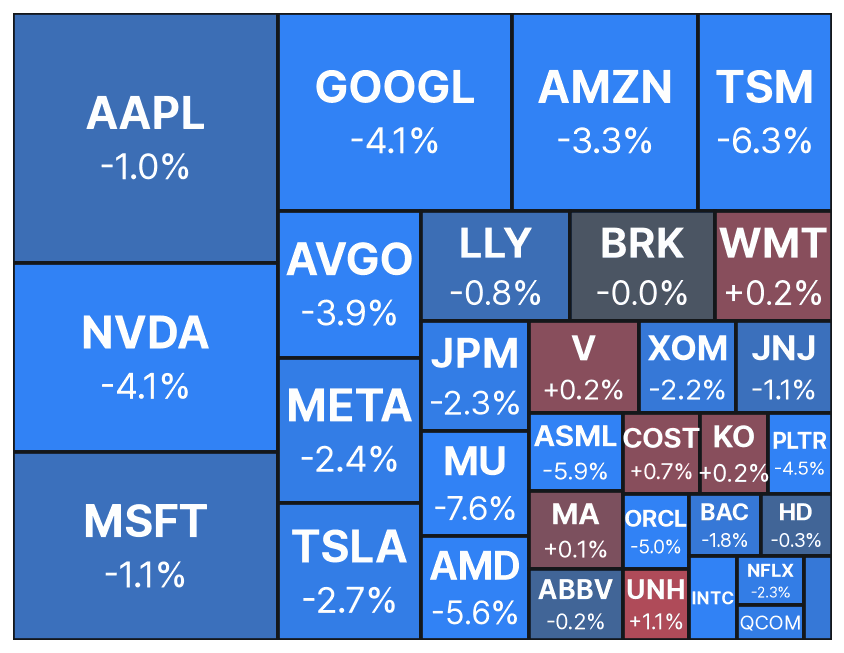 AAPL
-1.0%
NVDA
-4.1%
MSFT
-1.1%
GOOGL
-4.1%
AMZN
-3.3%
TSM
-6.3%
AVGO
-3.9%
META
-2.4%
TSLA
-2.7%
LLY
-0.8%
BRK
-0.0%
WMT
+0.2%
JPM
-2.3%
MU
-7.6%
AMD
-5.6%
V
+0.2%
XOM
-2.2%
JNJ
-1.1%
ASML
-5.9%
COST
+0.7%
KO
+0.2%
PLTR
-4.5%
MA
+0.1%
ABBV
-0.2%
ORCL
-5.0%
UNH
+1.1%
BAC
-1.8%
HD
-0.3%
INTC
NFLX
-2.3%
QCOM